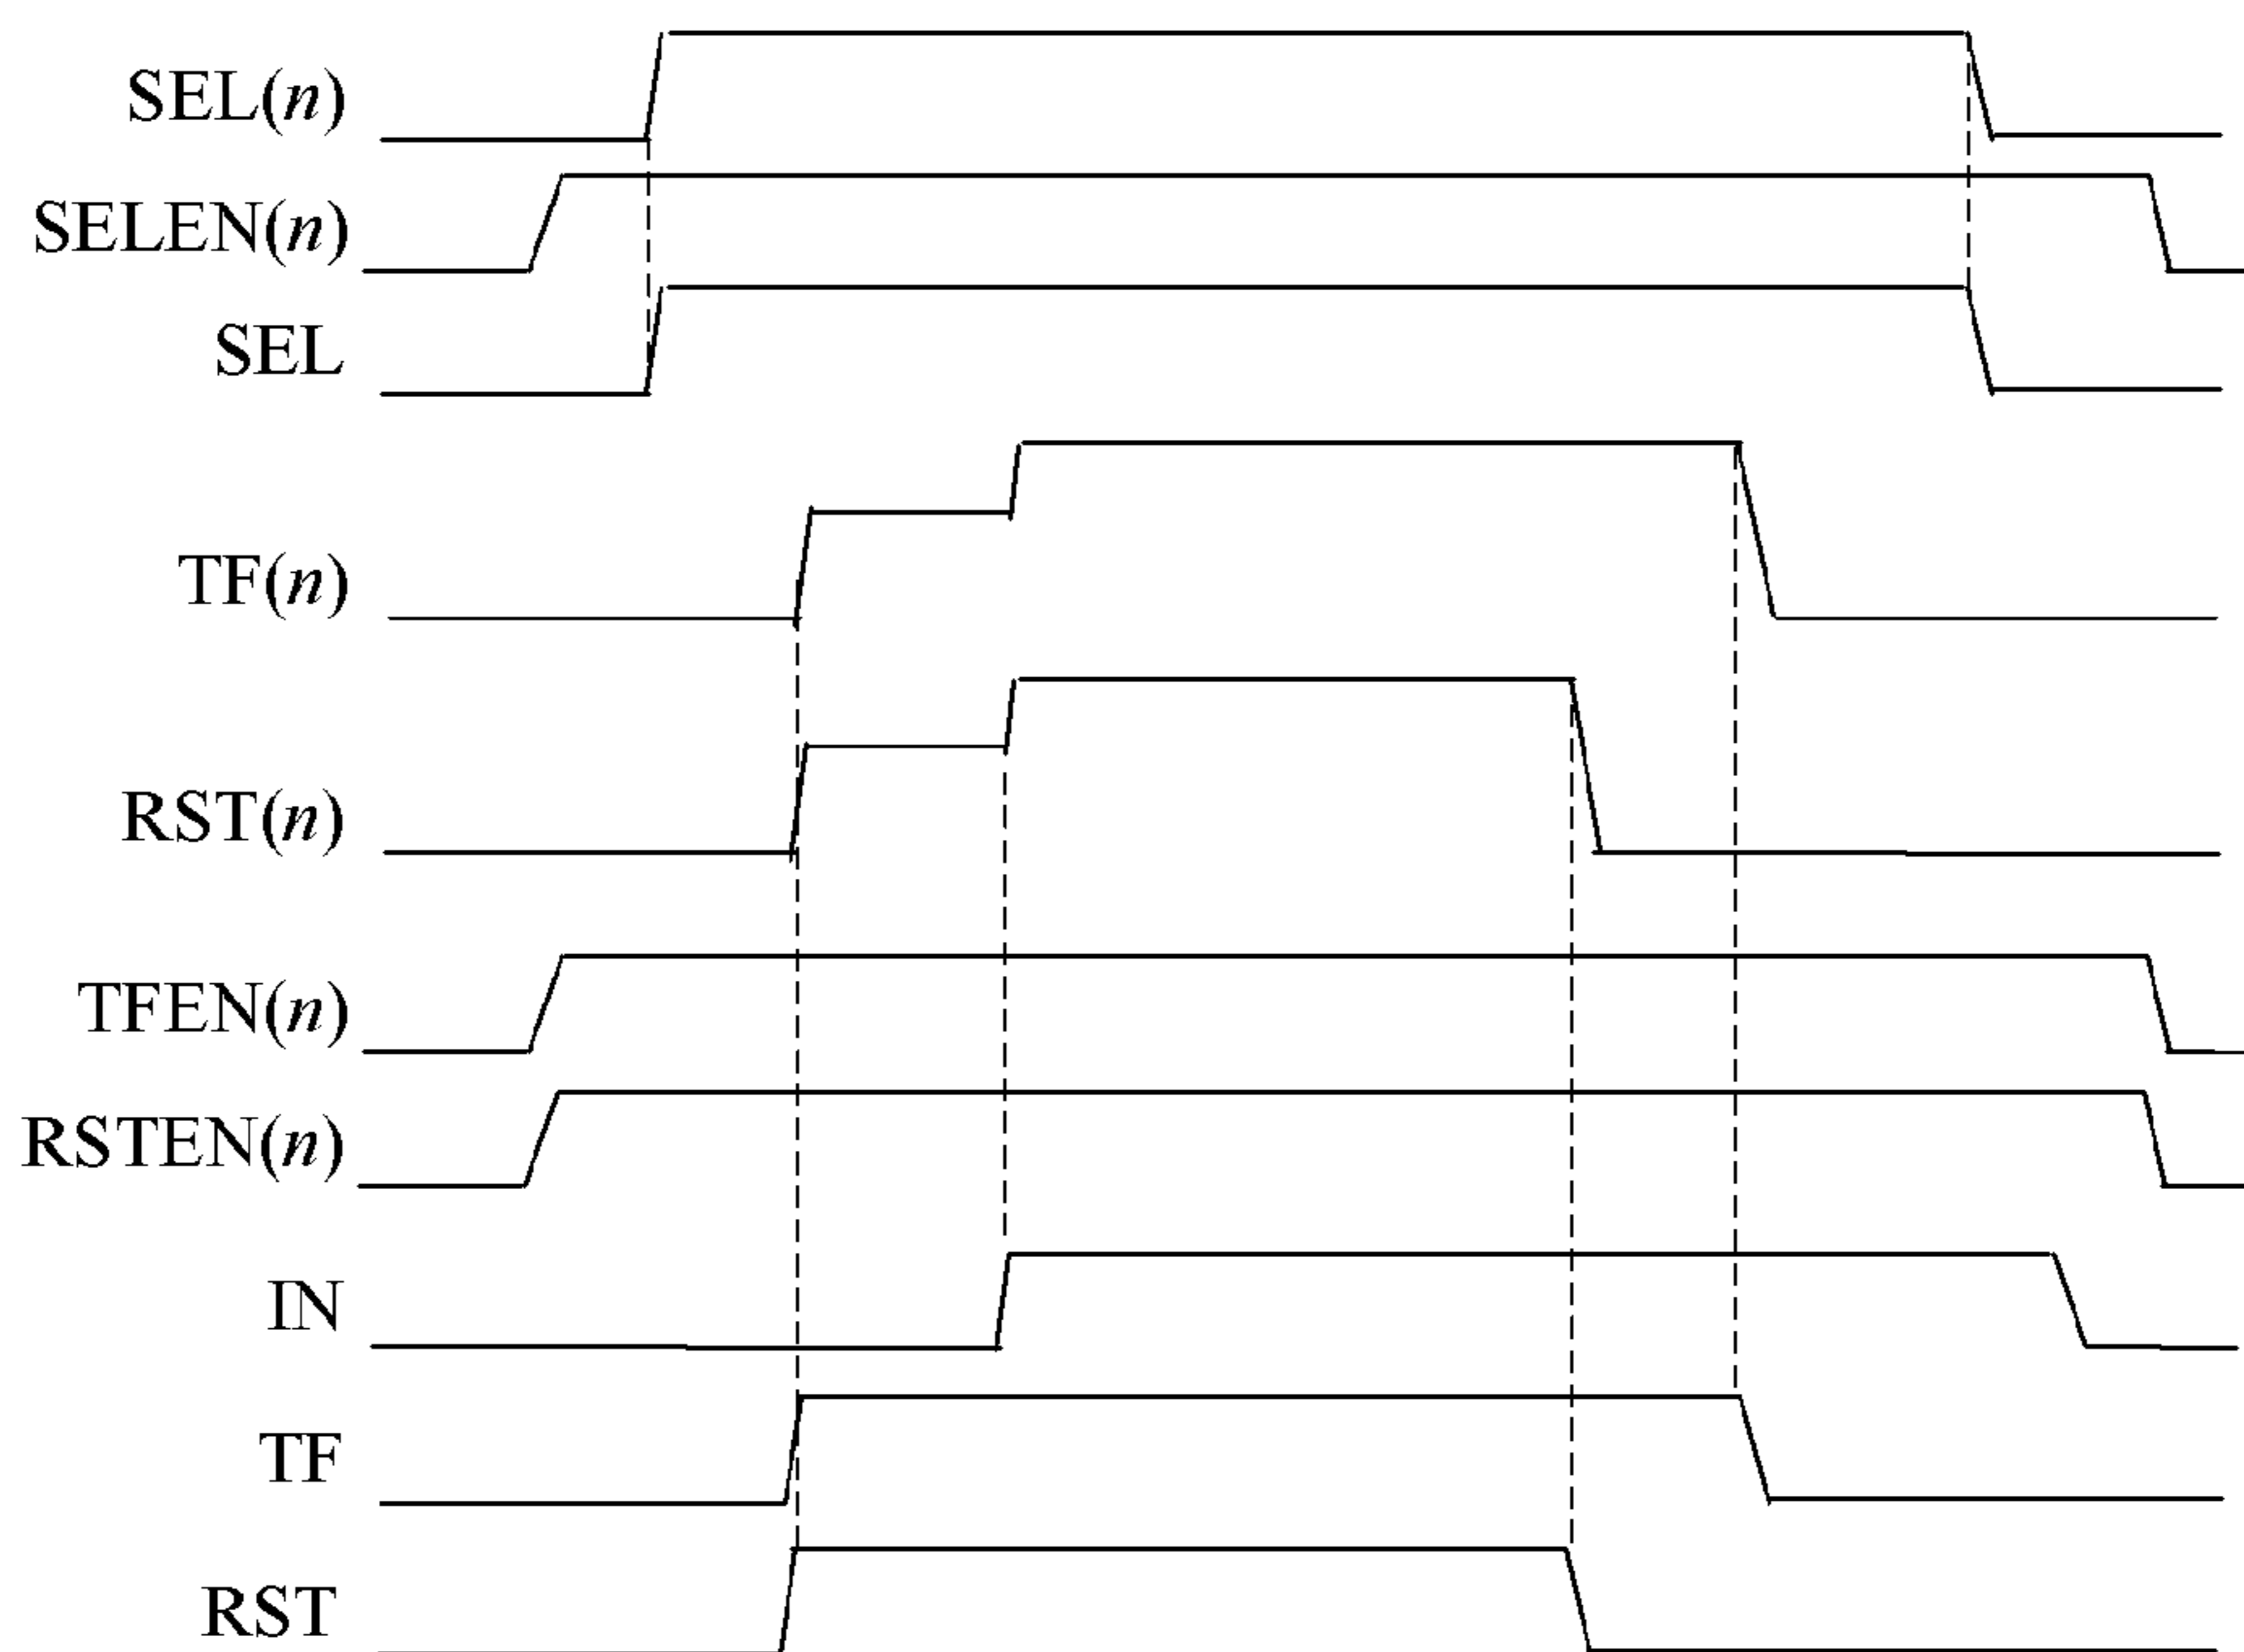 SEL(n)
SELEN(n)
SEL
TF(n)
RST(n)
TFEN(n)
RSTEN(n)
IN
TF
RST